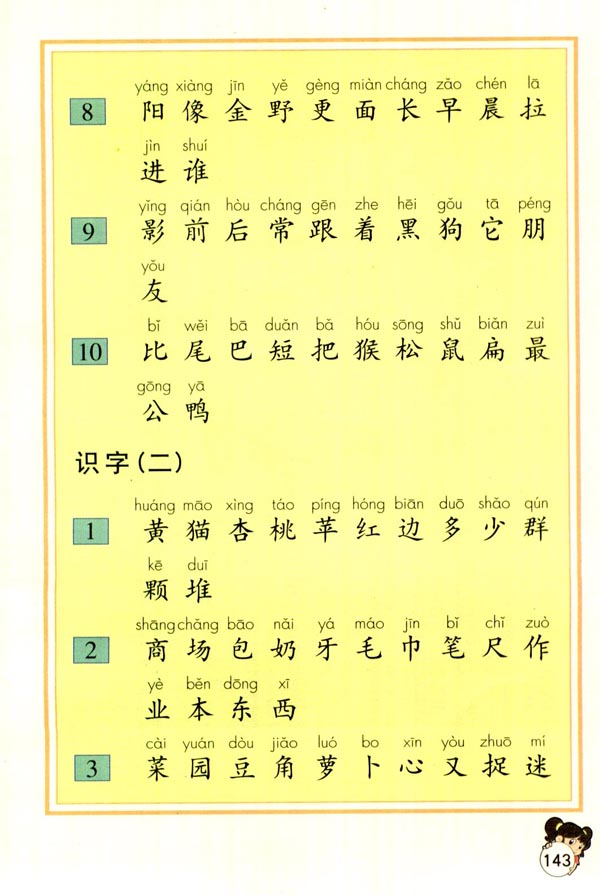 yáng xiàng jīn yě gèng miàn cháng zǎo chén lā
8 阳 像 金 野 更 面 长 早 晨 拉
jìn shuí
进 谁
yǐng qián hòu cháng gēn zhe hēi gǒu tā péng
9 影 前 后 常 跟 着 黑 狗 它 朋
yǒu
友
bǐ wěi bā duǎn bǎ hóu sōng shǔ biǎn zuì
10 比 尾 巴 短 把 猴 松 鼠 扁 最
gōng yā
公 鸭
识字(二)
huáng māo xìng táo píng hóng biān duō shǎo qún
1 黄 猫 杏 桃 苹 红 边 多 少 群
kē duī
颗 堆
shāng chǎng bāo nǎi yá máo jīn bǐ chǐ zuò
2 商 场 包 奶 牙 毛 巾 笔 尺 作
yè běn dōng xī
业 本 东 西
cài yuán dòu jiǎo luó bo xīn yòu zhuō mí
3 菜 园 豆 角 萝 卜 心 又 捉 迷
143